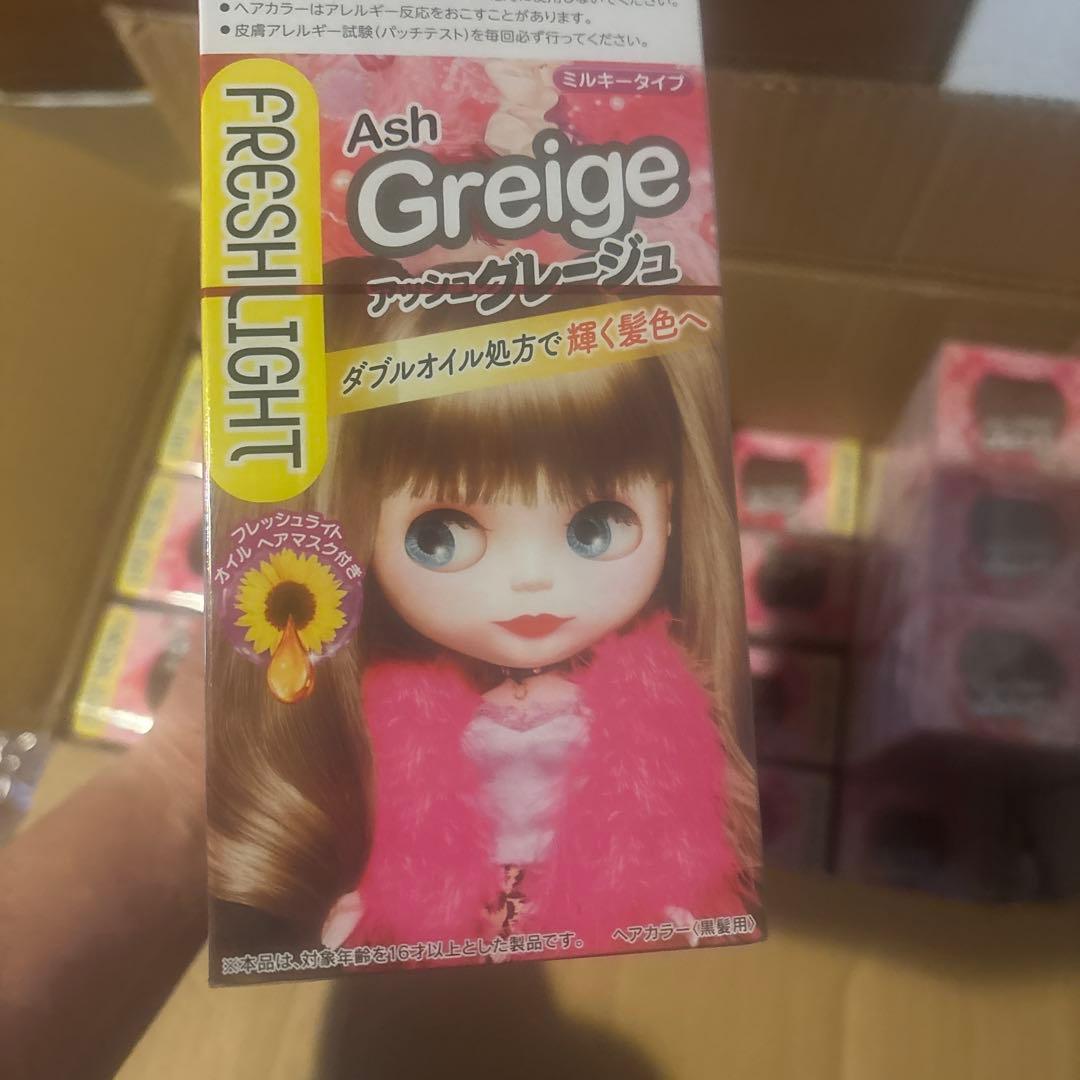 ●ヘアカラーはアレルギー反応をおこすことがあります。
●皮膚アレルギー試験(パッチテスト)を毎回必ず行ってください。
ミルキータイプ
FRESHLIGHT
Ash
Greige
アッシュグレージュ
ダブルオイル処方で輝く髪色へ
フレッシュライト
オイル ヘアマスク付き
※本品は、対象年齢を16才以上とした製品です。
ヘアカラー〈黒髪用〉